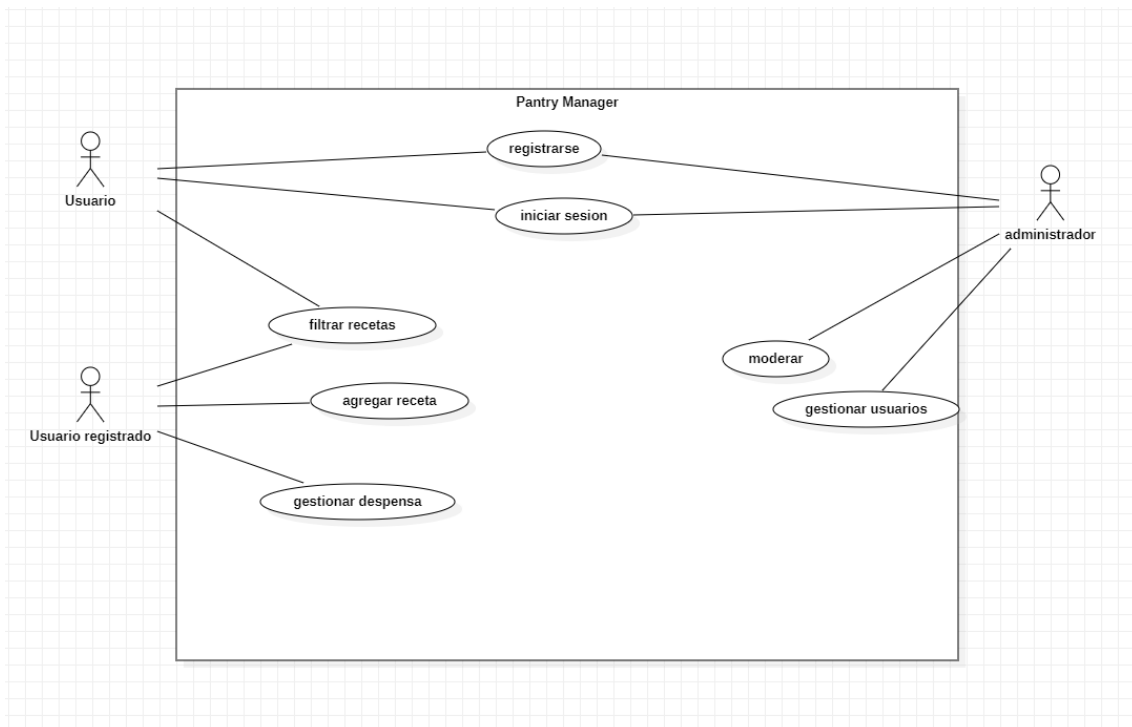 Pantry Manager
registrarse
Usuario
iniciar sesion
administrador
filtrar recetas
moderar
agregar receta
gestionar usuarios
Usuario registrado
gestionar despensa